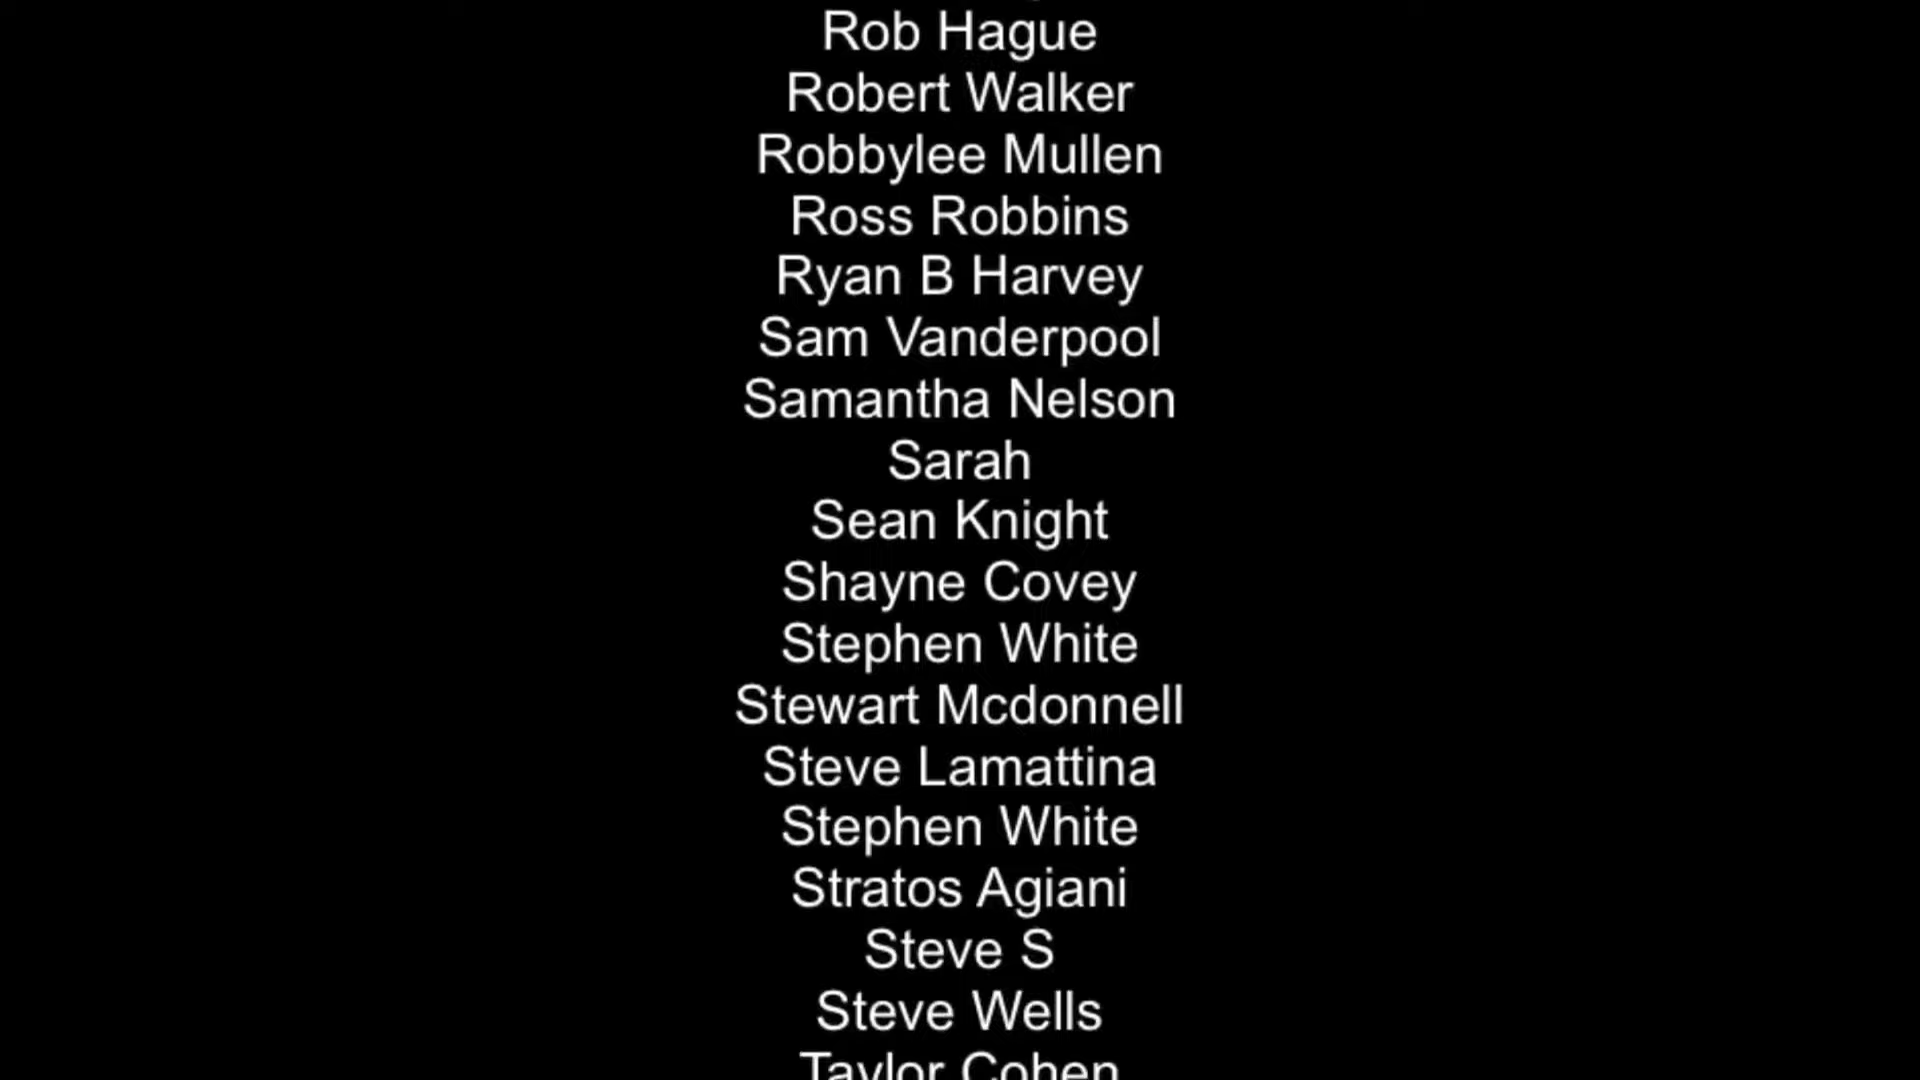 Rob Hague
Robert Walker
Robbylee Mullen
Ross Robbins
Ryan B Harvey
Sam Vanderpool
Samantha Nelson
Sarah
Sean Knight
Shayne Covey
Stephen White
Stewart Mcdonnell
Steve Lamattina
Stephen White
Stratos Agiani
Steve S
Steve Wells
Taylor Cohen